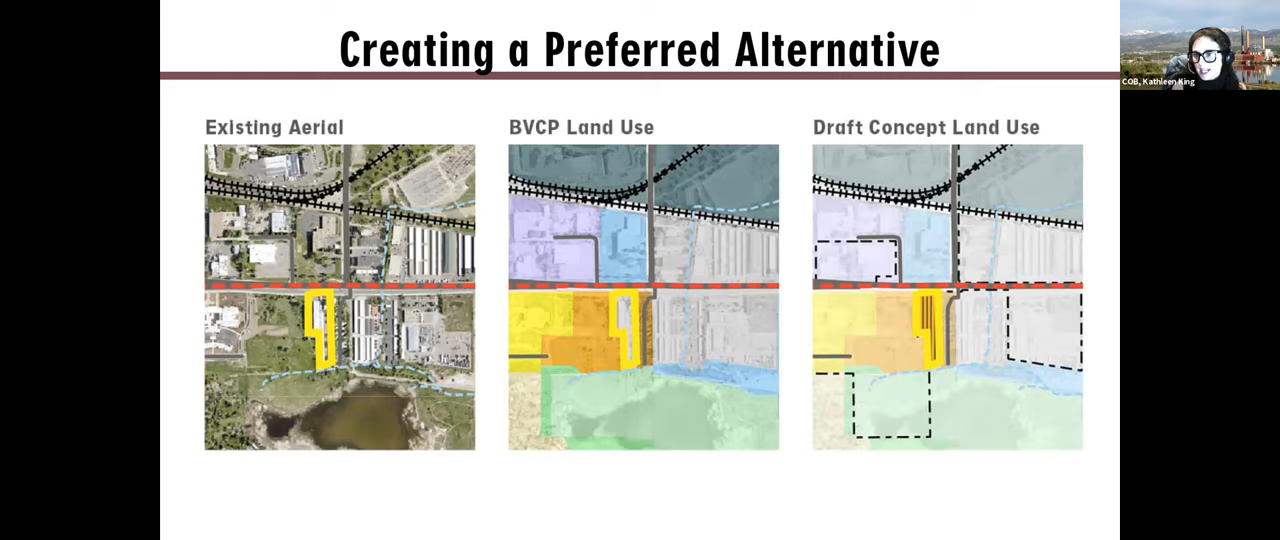 Creating a Preferred Alternative
COB, Kathleen King
Existing Aerial
BVCP Land Use
Draft Concept Land Use